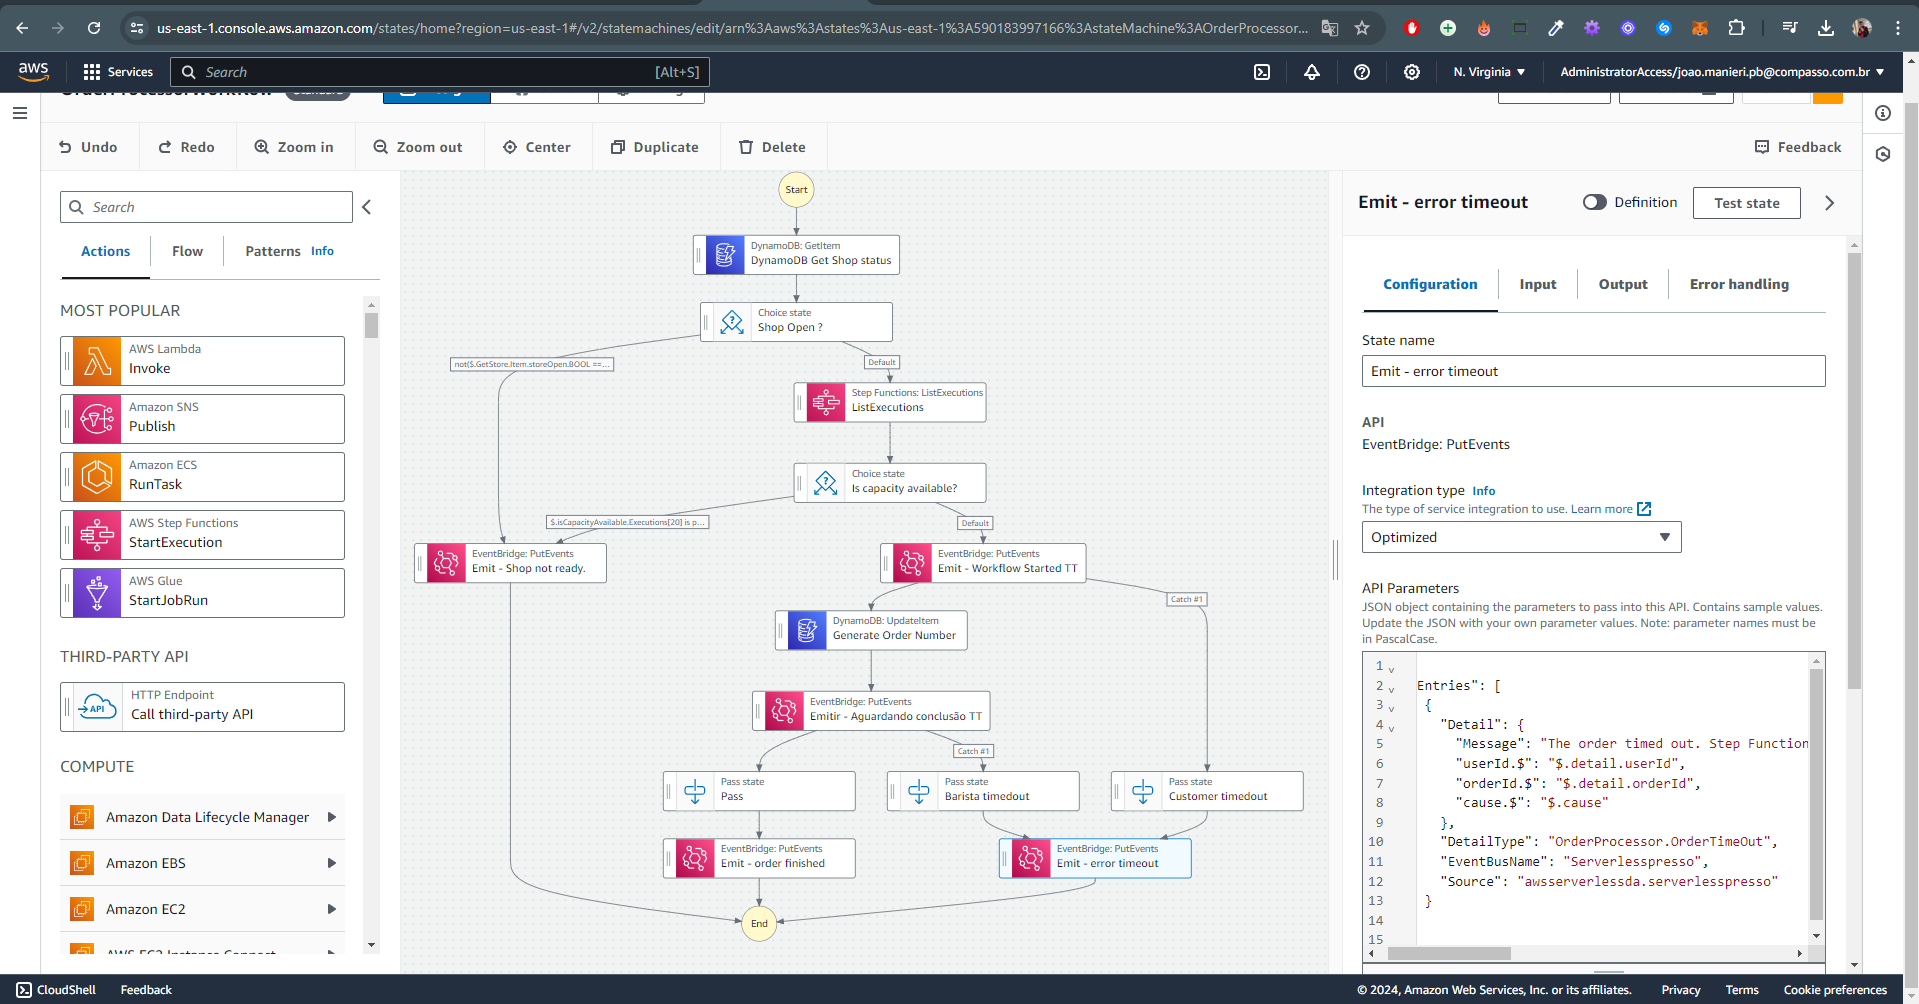 us-east-1.console.aws.amazon.com/states/home?region=us-east-1#/v2/statemachines/edit/arn%3Aaws%3Astates%3Aus-east-1%3A590183997166%3AstateMachine%3AOrderProcessor...
aws
Services
Search
[Alt+S]
N. Virginia
AdministratorAccess/joao.manieri.pb@compasso.com.br
Undo
Redo
Zoom in
Zoom out
Center
Duplicate
Delete
Feedback
Search
Actions
Flow
Patterns
Info
MOST POPULAR
AWS Lambda
Invoke
Amazon SNS
Publish
Amazon ECS
RunTask
AWS Step Functions
StartExecution
AWS Glue
StartJobRun
THIRD-PARTY API
HTTP Endpoint
Call third-party API
API
COMPUTE
Amazon Data Lifecycle Manager
Amazon EBS
Amazon EC2
AWS EC2 Instance Connect
Start
DynamoDB: GetItem
DynamoDB Get Shop status
Choice state
Shop Open ?
not($.GetStore.Item.storeOpen.BOOL ==...
Default
Step Functions: ListExecutions
ListExecutions
Choice state
Is capacity available?
$.isCapacityAvailable.Executions[20] is p...
Default
EventBridge: PutEvents
Emit - Shop not ready.
EventBridge: PutEvents
Emit - Workflow Started TT
Catch #1
DynamoDB: UpdateItem
Generate Order Number
EventBridge: PutEvents
Emitir - Aguardando conclusão TT
Catch #1
Pass state
Pass
Pass state
Barista timedout
Pass state
Customer timedout
EventBridge: PutEvents
Emit - order finished
EventBridge: PutEvents
Emit - error timeout
End
Emit - error timeout
Definition
Test state
Configuration
Input
Output
Error handling
State name
Emit - error timeout
API
EventBridge: PutEvents
Integration type
Info
The type of service integration to use. Learn more
Optimized
API Parameters
JSON object containing the parameters to pass into this API. Contains sample values.
Update the JSON with your own parameter values. Note: parameter names must be
in PascalCase.
1
2 Entries": [
3 {
4 "Detail": {
5 "Message": "The order timed out. Step Function
6 "userId.$": "$.detail.userId",
7 "orderId.$": "$.detail.orderId",
8 "cause.$": "$.cause"
9 },
10 "DetailType": "OrderProcessor.OrderTimeOut",
11 "EventBusName": "Serverlesspresso",
12 "Source": "awsserverlessda.serverlesspresso"
13 }
14
15
CloudShell
Feedback
© 2024, Amazon Web Services, Inc. or its affiliates.
Privacy
Terms
Cookie preferences